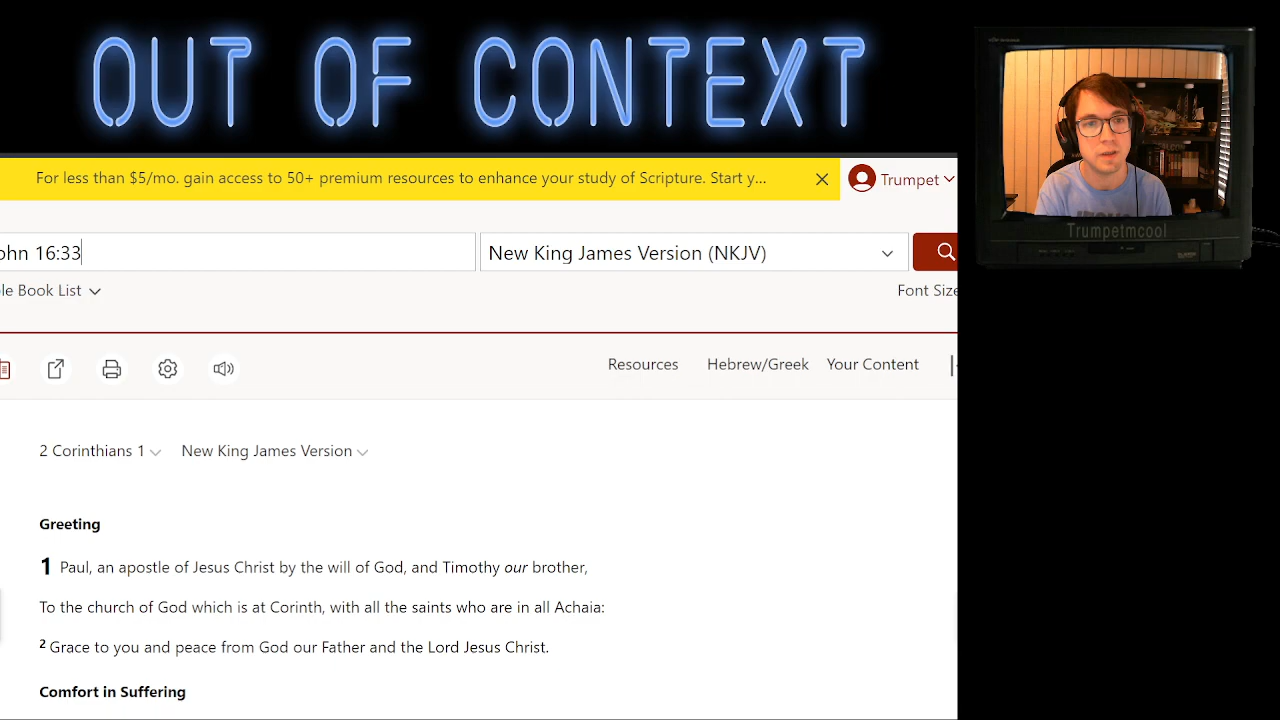 OUT OF CONTEXT
For less than $5/mo. gain access to 50+ premium resources to enhance your study of Scripture. Start y...
Trumpet
ohn 16:33
New King James Version (NKJV)
le Book List
Font Size
Resources
Hebrew/Greek
Your Content
2 Corinthians 1
New King James Version
Greeting
1 Paul, an apostle of Jesus Christ by the will of God, and Timothy our brother,
To the church of God which is at Corinth, with all the saints who are in all Achaia:
2 Grace to you and peace from God our Father and the Lord Jesus Christ.
Comfort in Suffering
Trumpetmcool